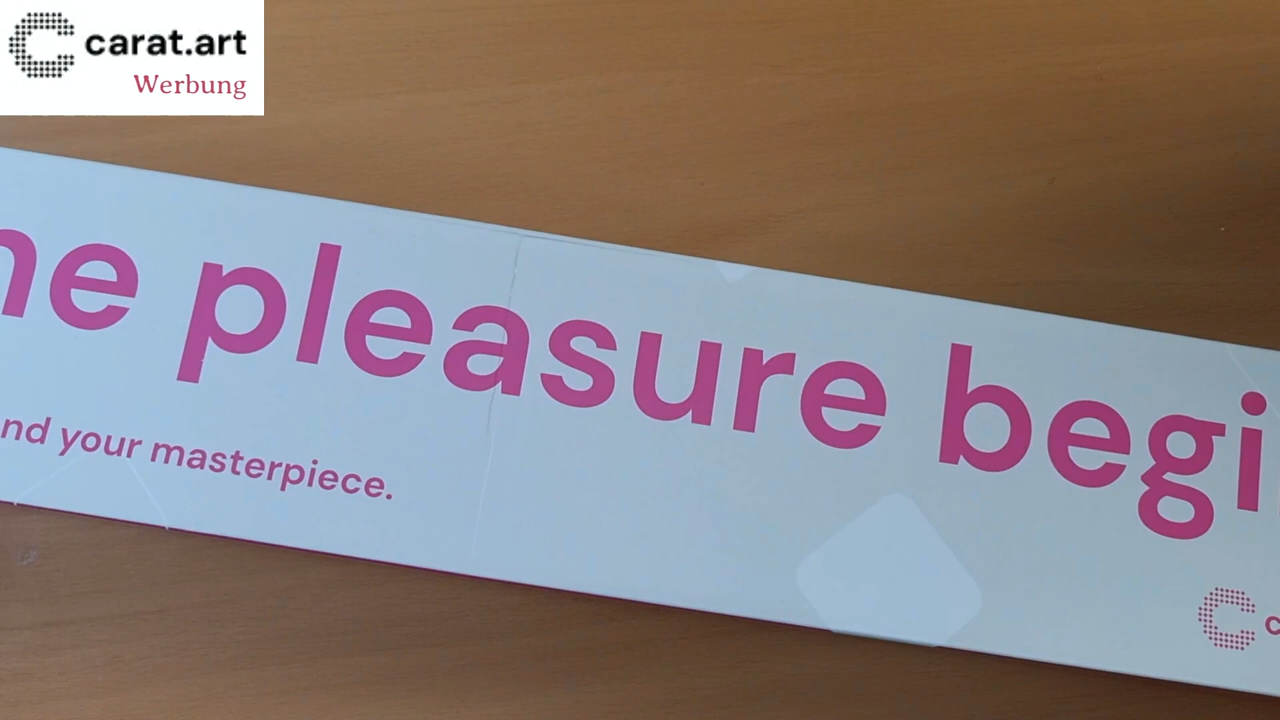 carat.art
Werbung
he pleasure begi
nd your masterpiece.
c